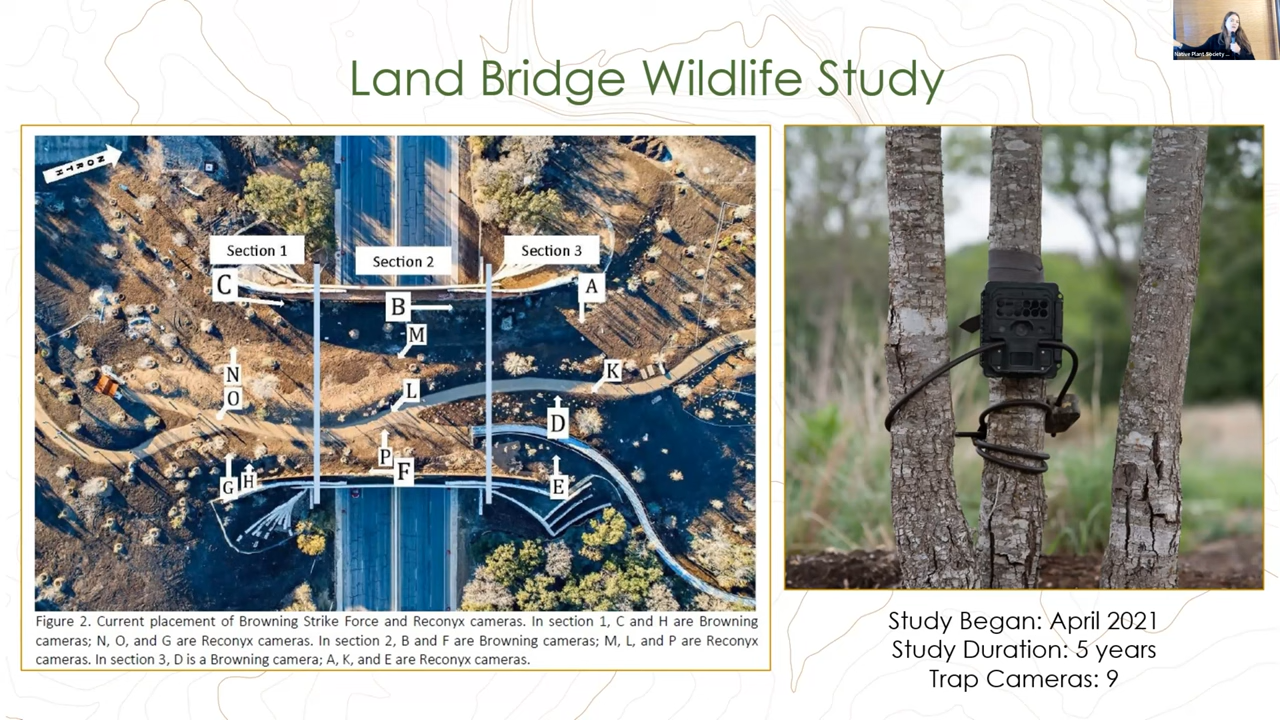 Native Plant Society ...
Land Bridge Wildlife Study
NORTH
Section 1
Section 2
Section 3
C
B
A
M
N
O
L
K
D
P
F
G
H
E
Figure 2. Current placement of Browning Strike Force and Reconyx cameras. In section 1, C and H are Browning
cameras; N, O, and G are Reconyx cameras. In section 2, B and F are Browning cameras; M, L, and P are Reconyx
cameras. In section 3, D is a Browning camera; A, K, and E are Reconyx cameras.
Study Began: April 2021
Study Duration: 5 years
Trap Cameras: 9